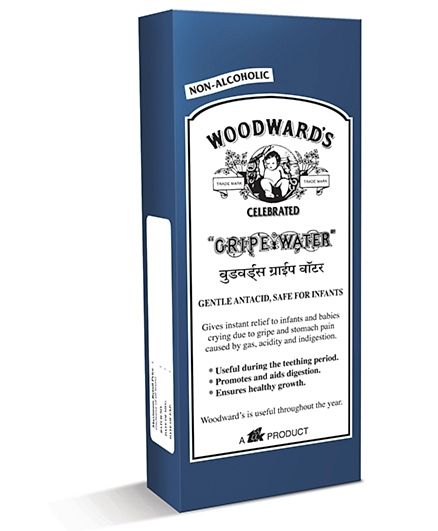 NON-ALCOHOLIC
WOODWARD'S
TRADE MARK TRADE MARK
CELEBRATED
"GRIPE WATER"
वुडवर्ड्स ग्राईप वॉटर
GENTLE ANTACID, SAFE FOR INFANTS
Gives instant relief to infants and babies
crying due to gripe and stomach pain
caused by gas, acidity and indigestion.
* Useful during the teething period.
* Promotes and aids digestion.
* Ensures healthy growth.
Woodward's is useful throughout the year.
A TTK PRODUCT